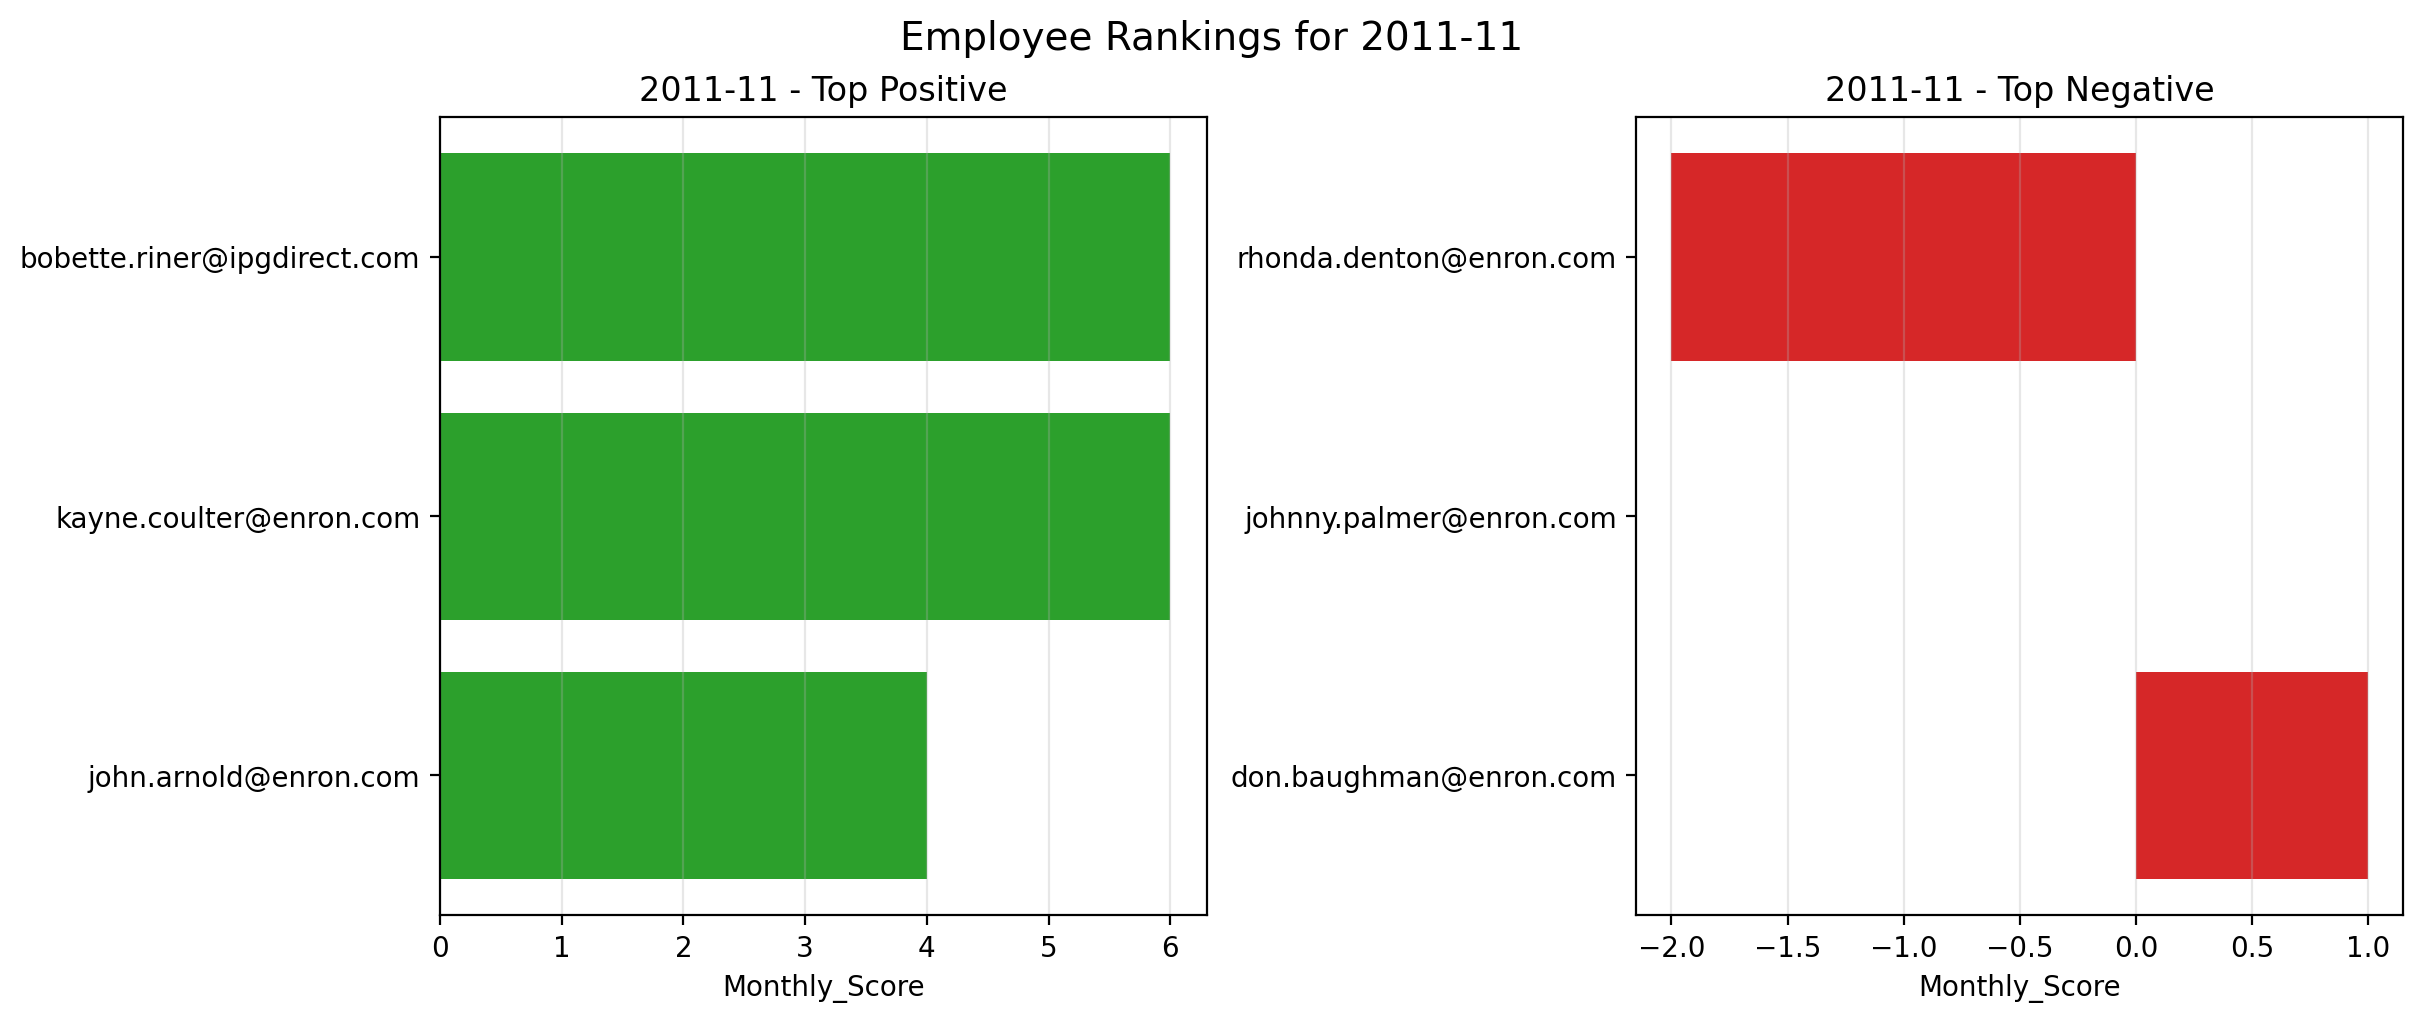 Employee Rankings for 2011-11
2011-11 - Top Positive
bobette.riner@ipgdirect.com
kayne.coulter@enron.com
john.arnold@enron.com
0 1 2 3 4 5 6
Monthly_Score
2011-11 - Top Negative
rhonda.denton@enron.com
johnny.palmer@enron.com
don.baughman@enron.com
−2.0 −1.5 −1.0 −0.5 0.0 0.5 1.0
Monthly_Score